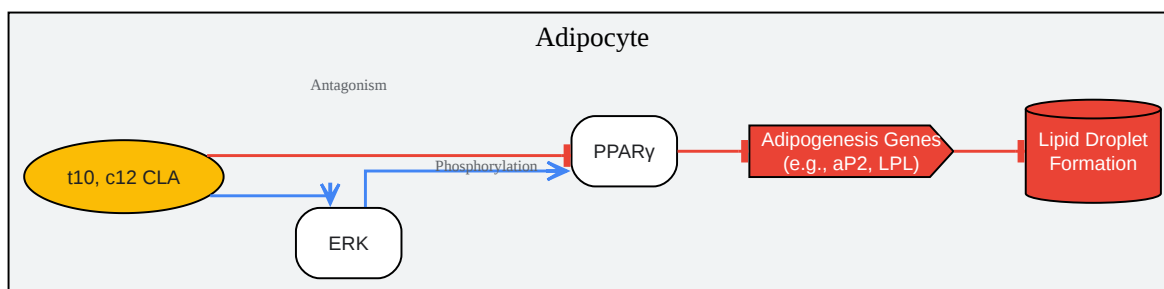 Adipocyte
Antagonism
t10, c12 CLA
Phosphorylation
PPARγ
Adipogenesis Genes
(e.g., aP2, LPL)
Lipid Droplet
Formation
ERK